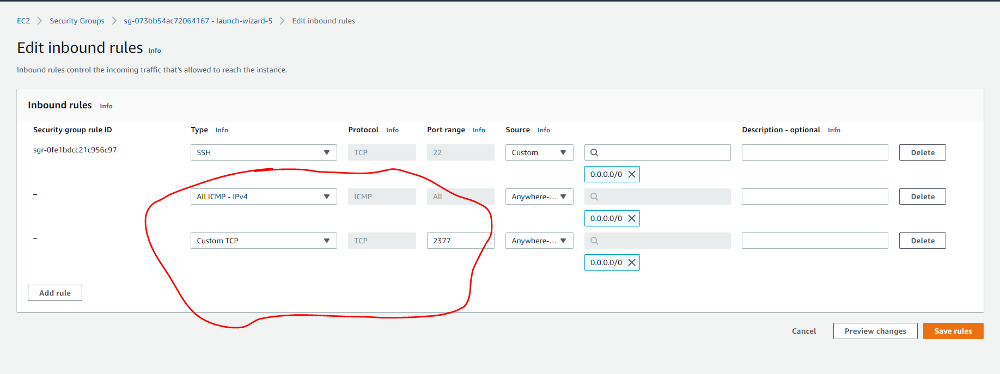 EC2 > Security Groups > sg-073bb54ac72064167 - launch-wizard-5 > Edit inbound rules
Edit inbound rules Info
Inbound rules control the incoming traffic that's allowed to reach the instance.
Inbound rules Info
Security group rule ID Type Info Protocol Info Port range Info Source Info Description - optional Info
sgr-0fe1bdcc21c956c97 SSH TCP 22 Custom Delete
0.0.0.0/0
– All ICMP - IPv4 ICMP All Anywhere-... Delete
0.0.0.0/0
– Custom TCP TCP 2377 Anywhere-... Delete
0.0.0.0/0
Add rule
Cancel Preview changes Save rules